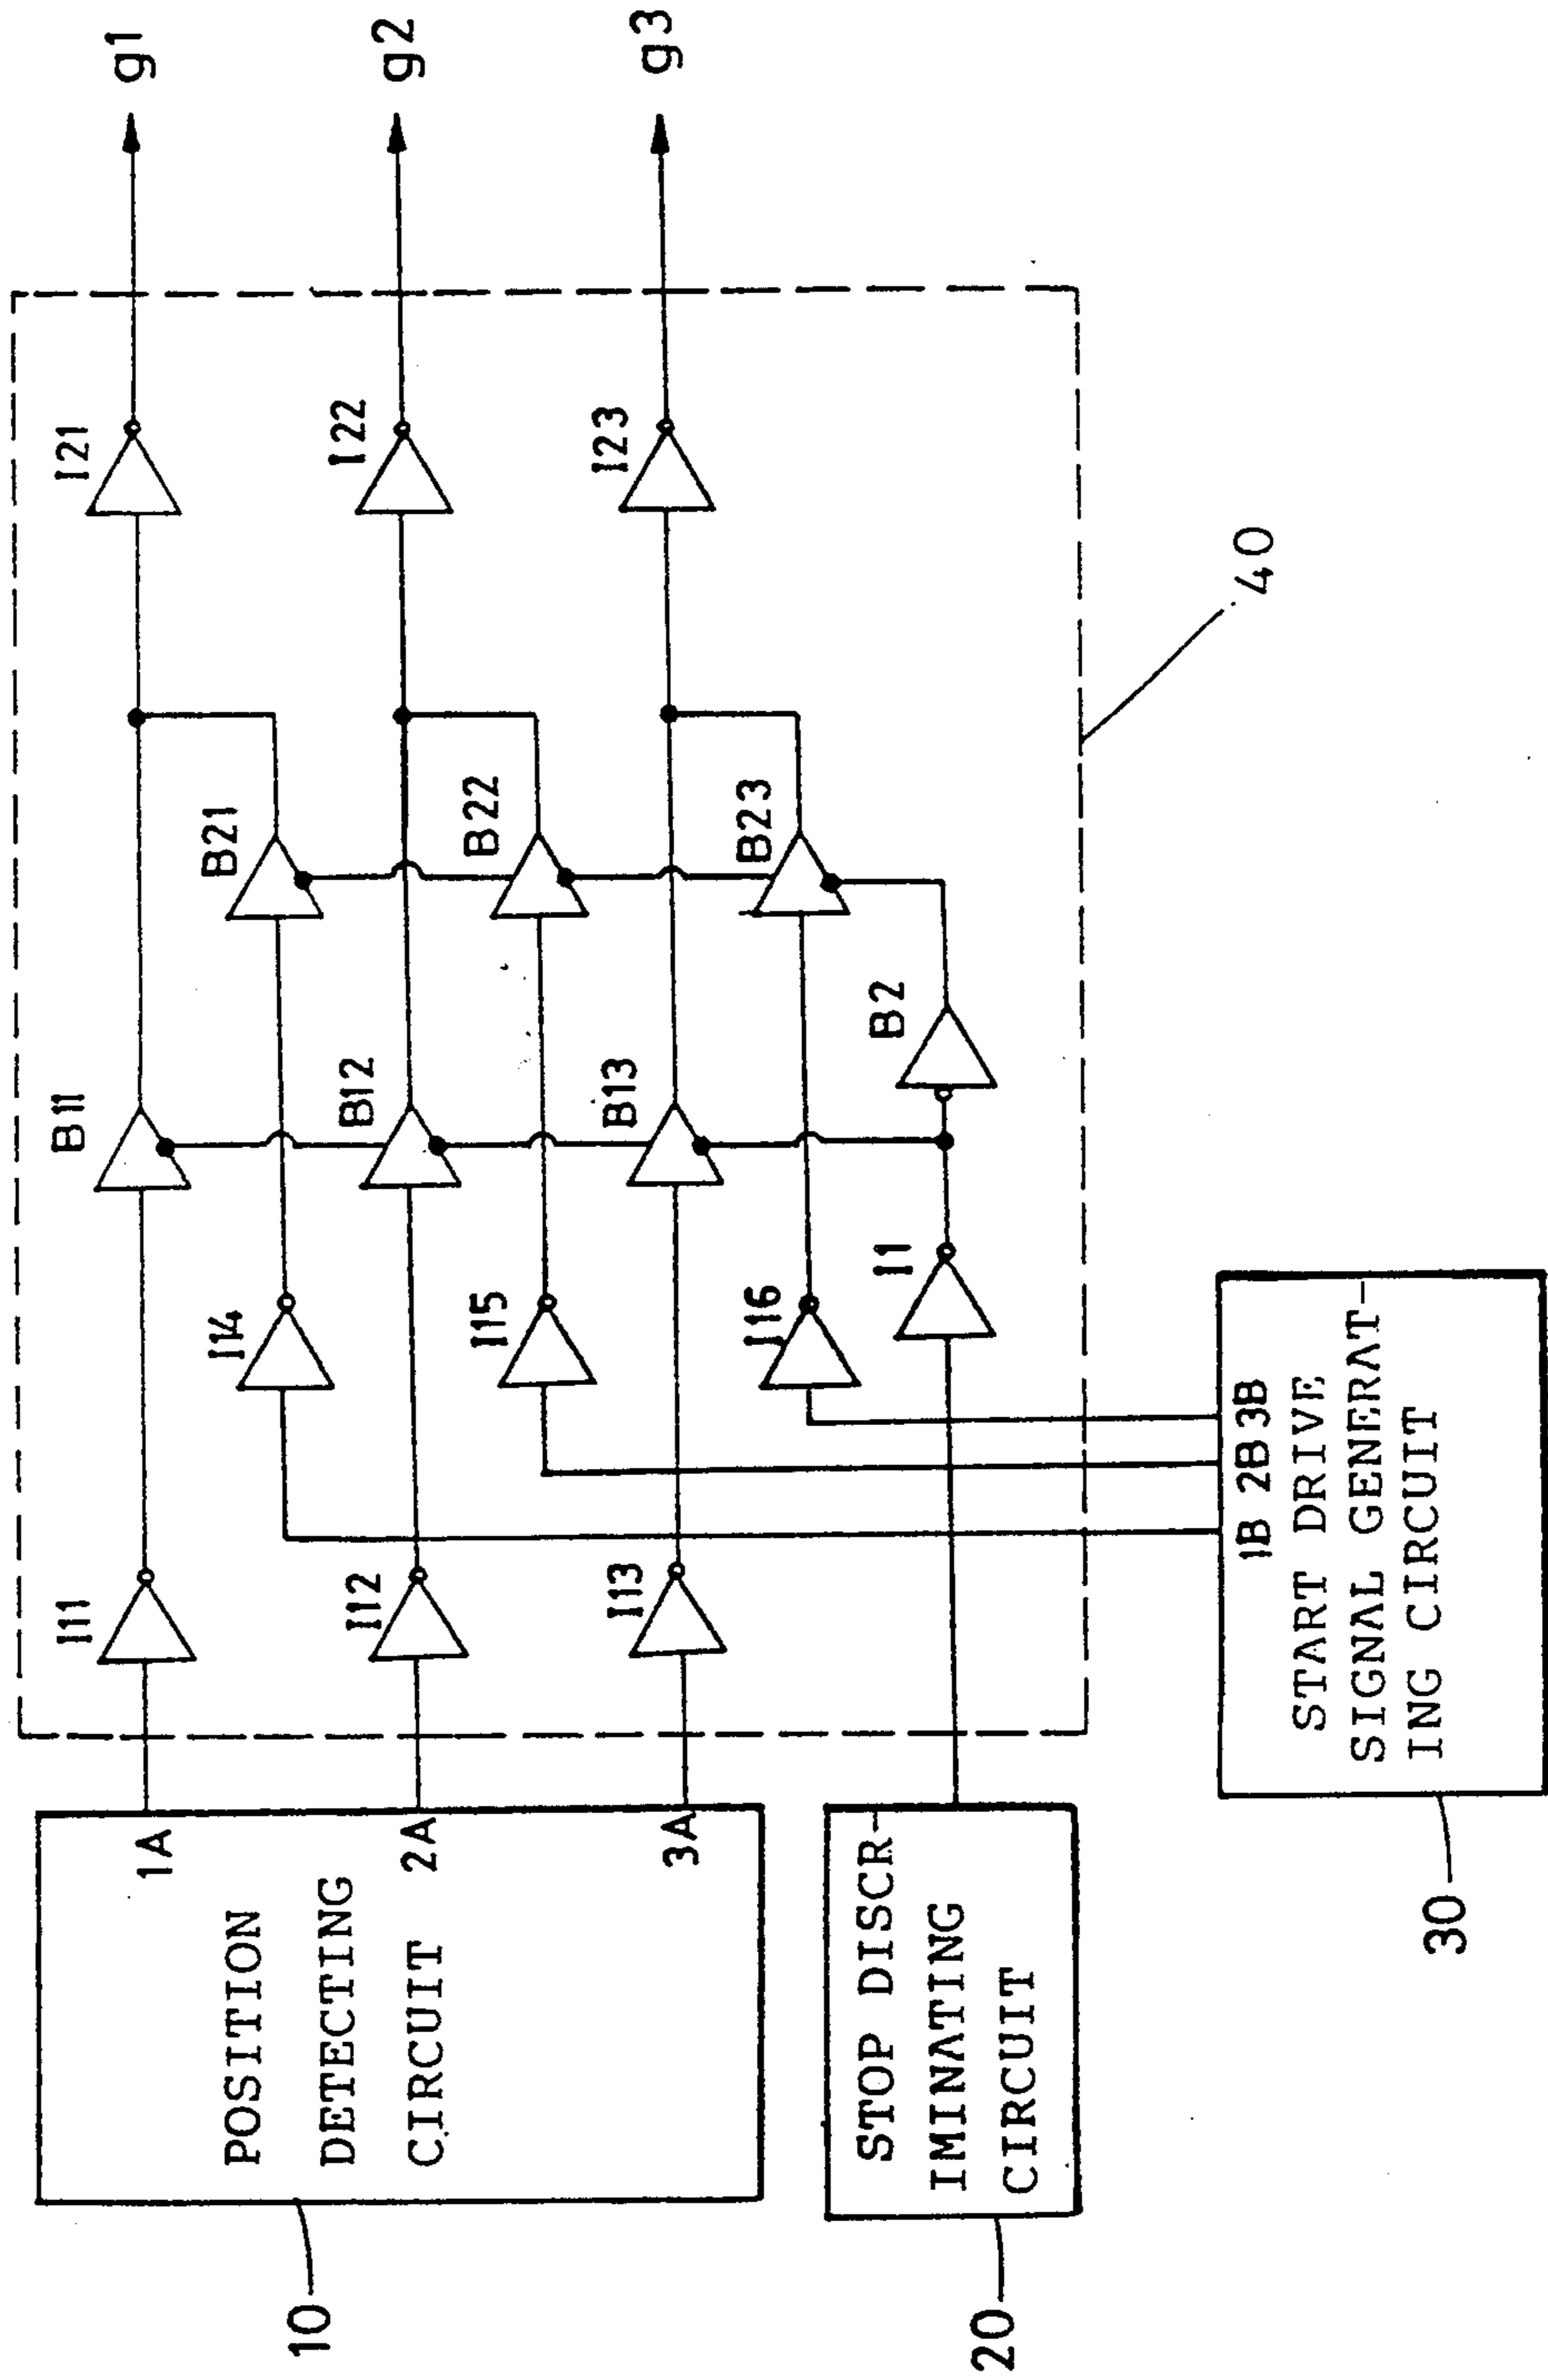 g1
g2
g3
I21
I22
I23
B11
B21
B12
B22
B13
B23
B2
I11
I14
I12
I15
I13
I16
I1
40
1A
2A
3A
POSITION
DETECTING
CIRCUIT
10
STOP DISCR-
IMINATING
CIRCUIT
20
1B 2B 3B
START DRIVE
SIGNAL GENERAT-
ING CIRCUIT
30